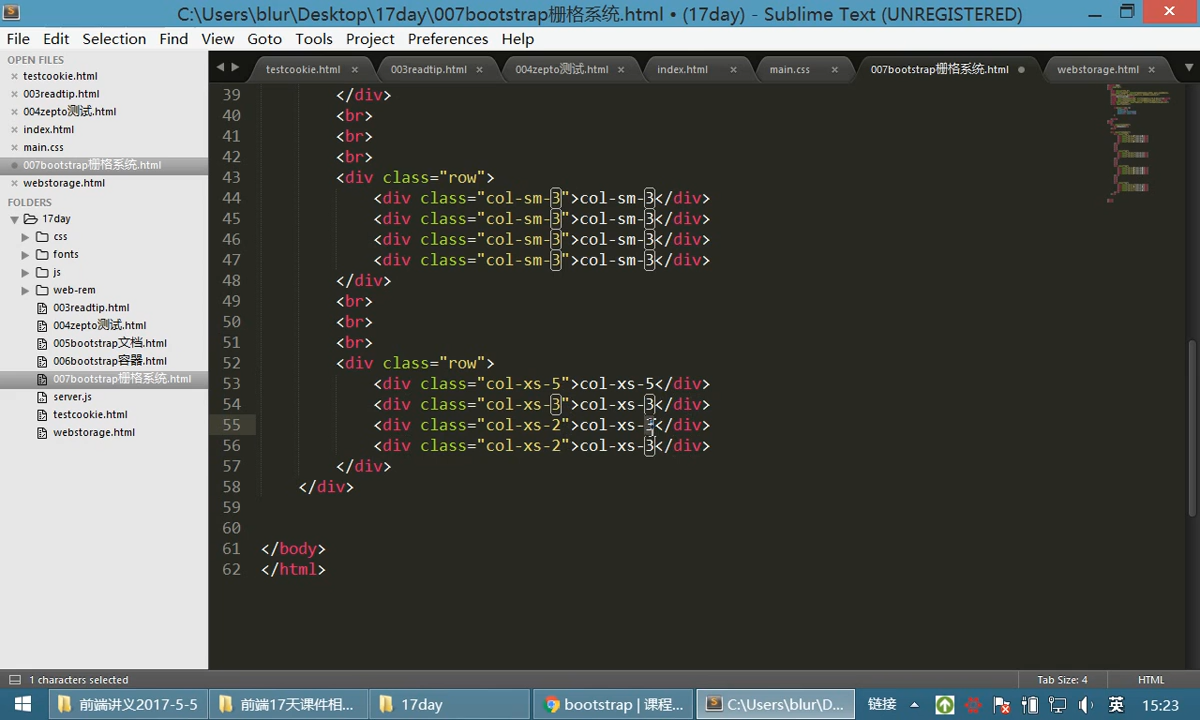 C:\Users\blur\Desktop\17day\007bootstrap栅格系统.html • (17day) - Sublime Text (UNREGISTERED)
File Edit Selection Find View Goto Tools Project Preferences Help
OPEN FILES
testcookie.html
003readtip.html
004zepto测试.html
index.html
main.css
007bootstrap栅格系统.html
webstorage.html
FOLDERS
17day
css
fonts
js
web-rem
003readtip.html
004zepto测试.html
005bootstrap文档.html
006bootstrap容器.html
007bootstrap栅格系统.html
server.js
testcookie.html
webstorage.html
testcookie.html 003readtip.html 004zepto测试.html index.html main.css 007bootstrap栅格系统.html webstorage.html
39 </div>
40 <br>
41 <br>
42 <br>
43 <div class="row">
44 <div class="col-sm-3">col-sm-3</div>
45 <div class="col-sm-3">col-sm-3</div>
46 <div class="col-sm-3">col-sm-3</div>
47 <div class="col-sm-3">col-sm-3</div>
48 </div>
49 <br>
50 <br>
51 <br>
52 <div class="row">
53 <div class="col-xs-5">col-xs-5</div>
54 <div class="col-xs-3">col-xs-3</div>
55 <div class="col-xs-2">col-xs-3</div>
56 <div class="col-xs-2">col-xs-3</div>
57 </div>
58 </div>
59
60
61 </body>
62 </html>
1 characters selected Tab Size: 4 HTML
前端讲义2017-5-5 前端17天课件相... 17day bootstrap | 课程... C:\Users\blur\D... 链接 英 15:23